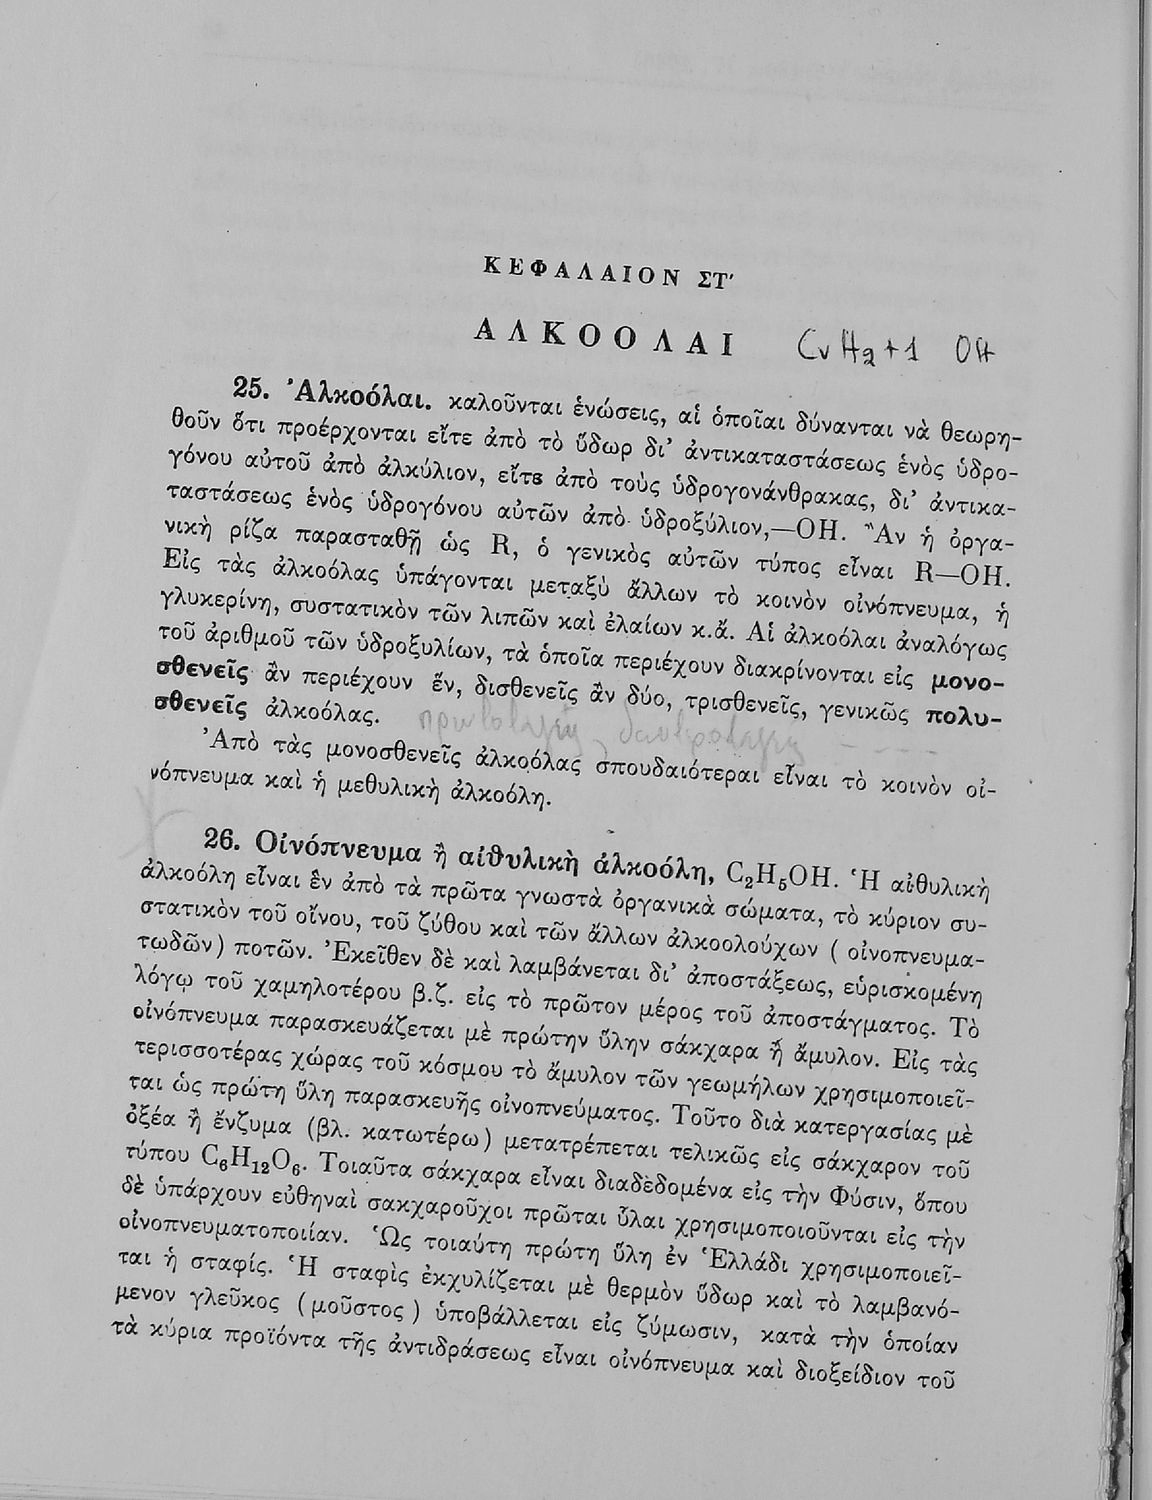 ΚΕΦΑΛΑΙΟΝ ΣΤ'
ΑΛΚΟΟΛΑΙ CνH2+1 OH
25. Ἀλκοόλαι. καλοῦνται ἑνώσεις, αἱ ὁποῖαι δύνανται νὰ θεωρη-
θοῦν ὅτι προέρχονται εἴτε ἀπὸ τὸ ὕδωρ δι' ἀντικαταστάσεως ἑνὸς ὑδρο-
γόνου αὐτοῦ ἀπὸ ἀλκύλιον, εἴτε ἀπὸ τοὺς ὑδρογονάνθρακας, δι' ἀντικα-
ταστάσεως ἑνὸς ὑδρογόνου αὐτῶν ἀπὸ ὑδροξύλιον,—OH. Ἂν ἡ ὀργα-
νικὴ ρίζα παρασταθῇ ὡς R, ὁ γενικὸς αὐτῶν τύπος εἶναι R—OH.
Εἰς τὰς ἀλκοόλας ὑπάγονται μεταξὺ ἄλλων τὸ κοινὸν οἰνόπνευμα, ἡ
γλυκερίνη, συστατικὸν τῶν λιπῶν καὶ ἐλαίων κ.ἄ. Αἱ ἀλκοόλαι ἀναλόγως
τοῦ ἀριθμοῦ τῶν ὑδροξυλίων, τὰ ὁποῖα περιέχουν διακρίνονται εἰς μονο-
σθενεῖς ἂν περιέχουν ἕν, δισθενεῖς ἂν δύο, τρισθενεῖς, γενικῶς πολυ-
σθενεῖς ἀλκοόλας. πρωτοταγείς, δευτεροταγείς - - - -
Ἀπὸ τὰς μονοσθενεῖς ἀλκοόλας σπουδαιότεραι εἶναι τὸ κοινὸν οἰ-
νόπνευμα καὶ ἡ μεθυλικὴ ἀλκοόλη.
26. Οἰνόπνευμα ἢ αἰθυλικὴ ἀλκοόλη, C₂H₅OH. Ἡ αἰθυλικὴ
ἀλκοόλη εἶναι ἓν ἀπὸ τὰ πρῶτα γνωστὰ ὀργανικὰ σώματα, τὸ κύριον συ-
στατικὸν τοῦ οἴνου, τοῦ ζύθου καὶ τῶν ἄλλων ἀλκοολούχων ( οἰνοπνευμα-
τωδῶν) ποτῶν. Ἐκεῖθεν δὲ καὶ λαμβάνεται δι' ἀποστάξεως, εὑρισκομένη
λόγῳ τοῦ χαμηλοτέρου β.ζ. εἰς τὸ πρῶτον μέρος τοῦ ἀποστάγματος. Τὸ
οἰνόπνευμα παρασκευάζεται μὲ πρώτην ὕλην σάκχαρα ἢ ἄμυλον. Εἰς τὰς
περισσοτέρας χώρας τοῦ κόσμου τὸ ἄμυλον τῶν γεωμήλων χρησιμοποιεῖ-
ται ὡς πρώτη ὕλη παρασκευῆς οἰνοπνεύματος. Τοῦτο διὰ κατεργασίας μὲ
ὀξέα ἢ ἔνζυμα (βλ. κατωτέρω) μετατρέπεται τελικῶς εἰς σάκχαρον τοῦ
τύπου C₆H₁₂O₆. Τοιαῦτα σάκχαρα εἶναι διαδεδομένα εἰς τὴν Φύσιν, ὅπου
δὲ ὑπάρχουν εὐθηναὶ σακχαροῦχοι πρῶται ὗλαι χρησιμοποιοῦνται εἰς τὴν
οἰνοπνευματοποιίαν. Ὡς τοιαύτη πρώτη ὕλη ἐν Ἑλλάδι χρησιμοποιεῖ-
ται ἡ σταφίς. Ἡ σταφὶς ἐκχυλίζεται μὲ θερμὸν ὕδωρ καὶ τὸ λαμβανό-
μενον γλεῦκος (μοῦστος) ὑποβάλλεται εἰς ζύμωσιν, κατὰ τὴν ὁποίαν
τὰ κύρια προϊόντα τῆς ἀντιδράσεως εἶναι οἰνόπνευμα καὶ διοξείδιον τοῦ